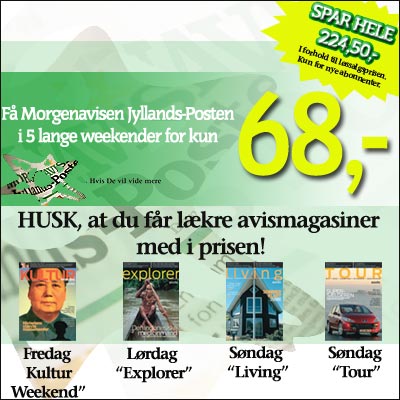 SPAR HELE
224,50,-
I forhold til løssalgsprisen.
Kun for nye abonnenter.
Få Morgenavisen Jyllands-Posten
i 5 lange weekender for kun
68,-
Hvis De vil vide mere
HUSK, at du får lækre avismagasiner
med i prisen!
KULTUR
explorer
Living
TOUR
Fredag
Kultur
Weekend”
Lørdag
“Explorer”
Søndag
“Living”
Søndag
“Tour”